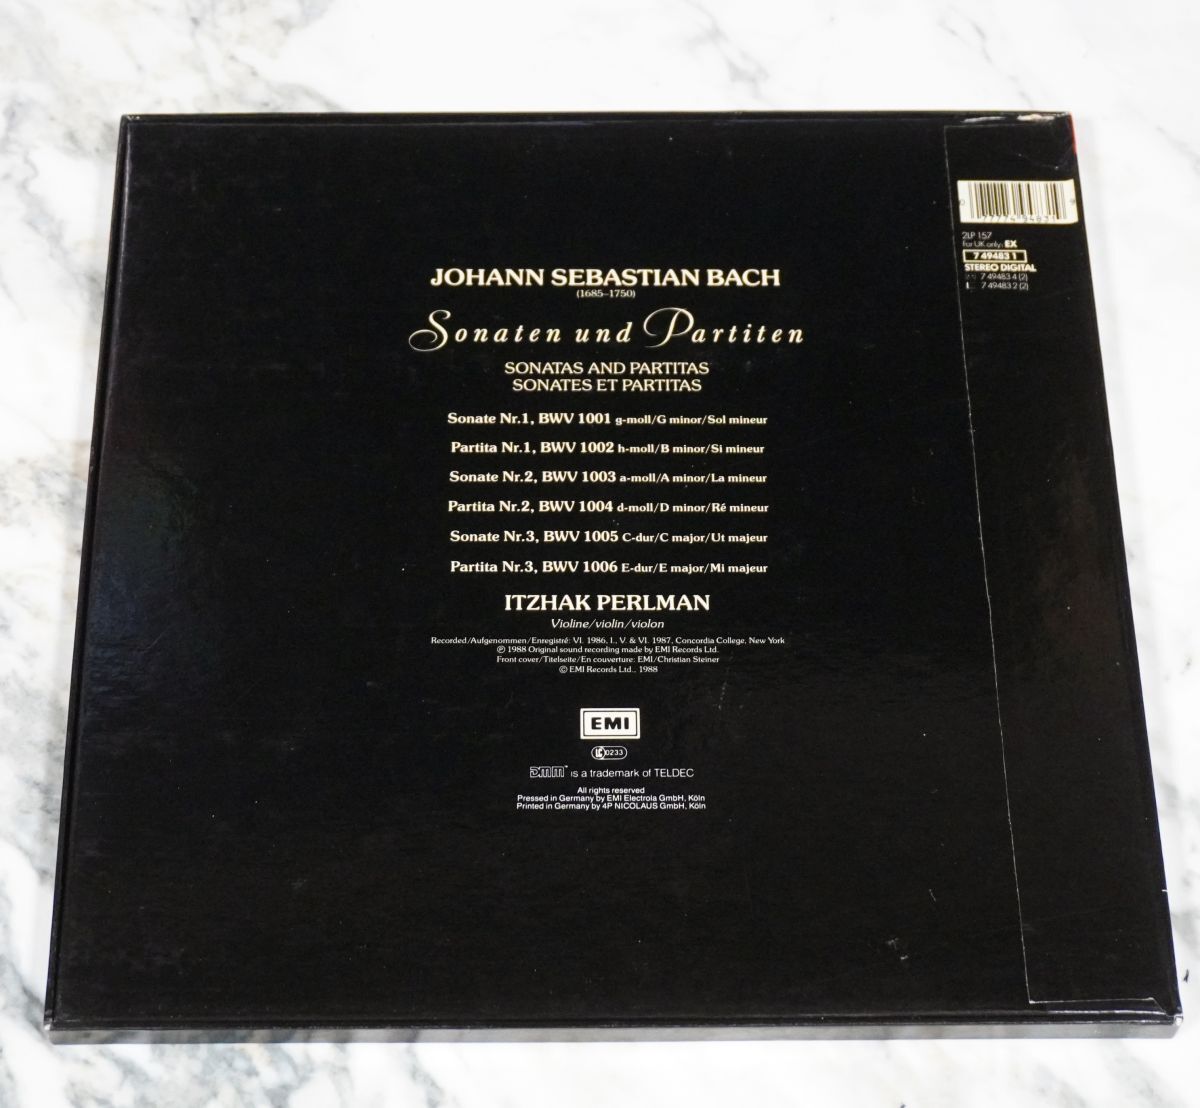 JOHANN SEBASTIAN BACH
(1685-1750)
Sonaten und Partiten
SONATAS AND PARTITAS
SONATES ET PARTITAS
Sonate Nr.1, BWV 1001 g-moll/G minor/Sol mineur
Partita Nr.1, BWV 1002 h-moll/B minor/Si mineur
Sonate Nr.2, BWV 1003 a-moll/A minor/La mineur
Partita Nr.2, BWV 1004 d-moll/D minor/Ré mineur
Sonate Nr.3, BWV 1005 C-dur/C major/Ut majeur
Partita Nr.3, BWV 1006 E-dur/E major/Mi majeur
ITZHAK PERLMAN
Violine/violin/violon
Recorded/Aufgenommen/Enregistré: VI. 1986, I., V. & VI. 1987, Concordia College, New York
℗ 1988 Original sound recording made by EMI Records Ltd.
Front cover/Titelseite/En couverture: EMI/Christian Steiner
© EMI Records Ltd., 1988
EMI
LC 0233
DMM™ is a trademark of TELDEC
All rights reserved
Pressed in Germany by EMI Electrola GmbH, Köln
Printed in Germany by 4P NICOLAUS GmbH, Köln
2LP 157
for UK only: EX
7 49483 1
STEREO DIGITAL
7 49483 4 (2)
7 49483 2 (2)